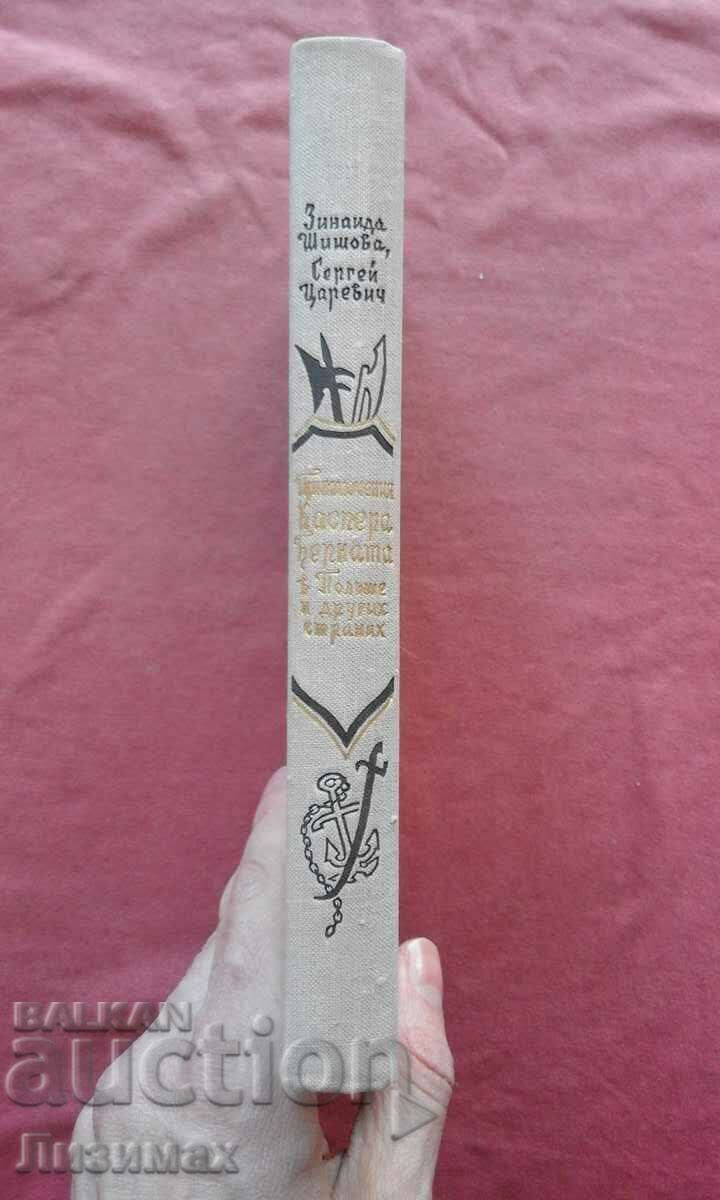 Зинаида
Шишова,
Сергей
Царевич
Приключения
Каспера
Берната
в Польше
и других
странах
BALKAN
auction
Лизимах